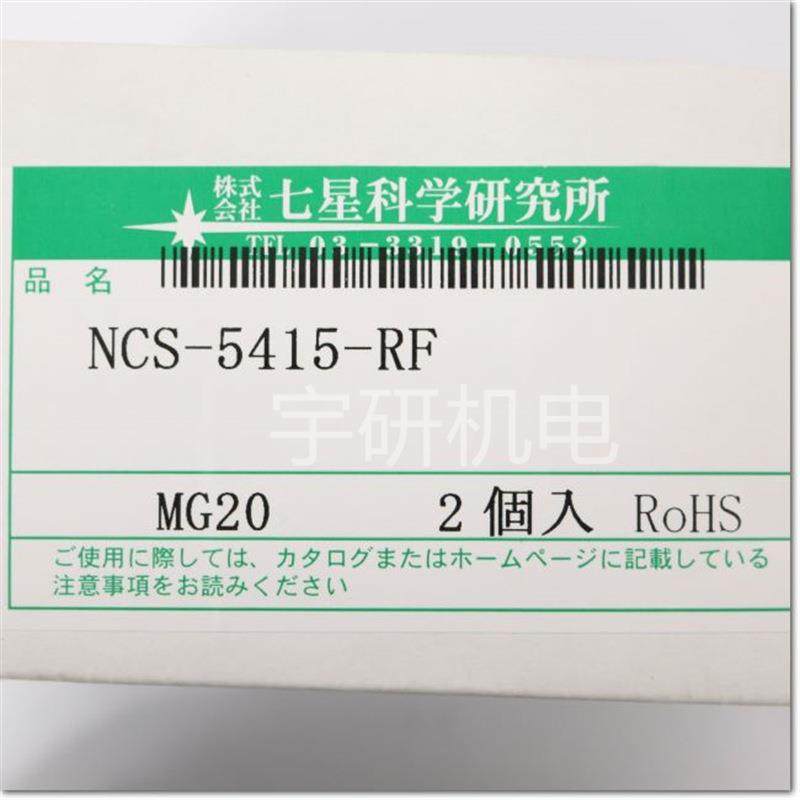 株式会社 七星科学研究所
TEL 03-3319-0552
品名
NCS-5415-RF
宇研机电
MG20 2個入 RoHS
ご使用に際しては、カタログまたはホームページに記載している
注意事項をお読みください